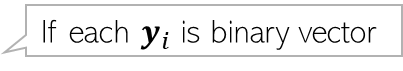 If each 𝒚ᵢ is binary vector